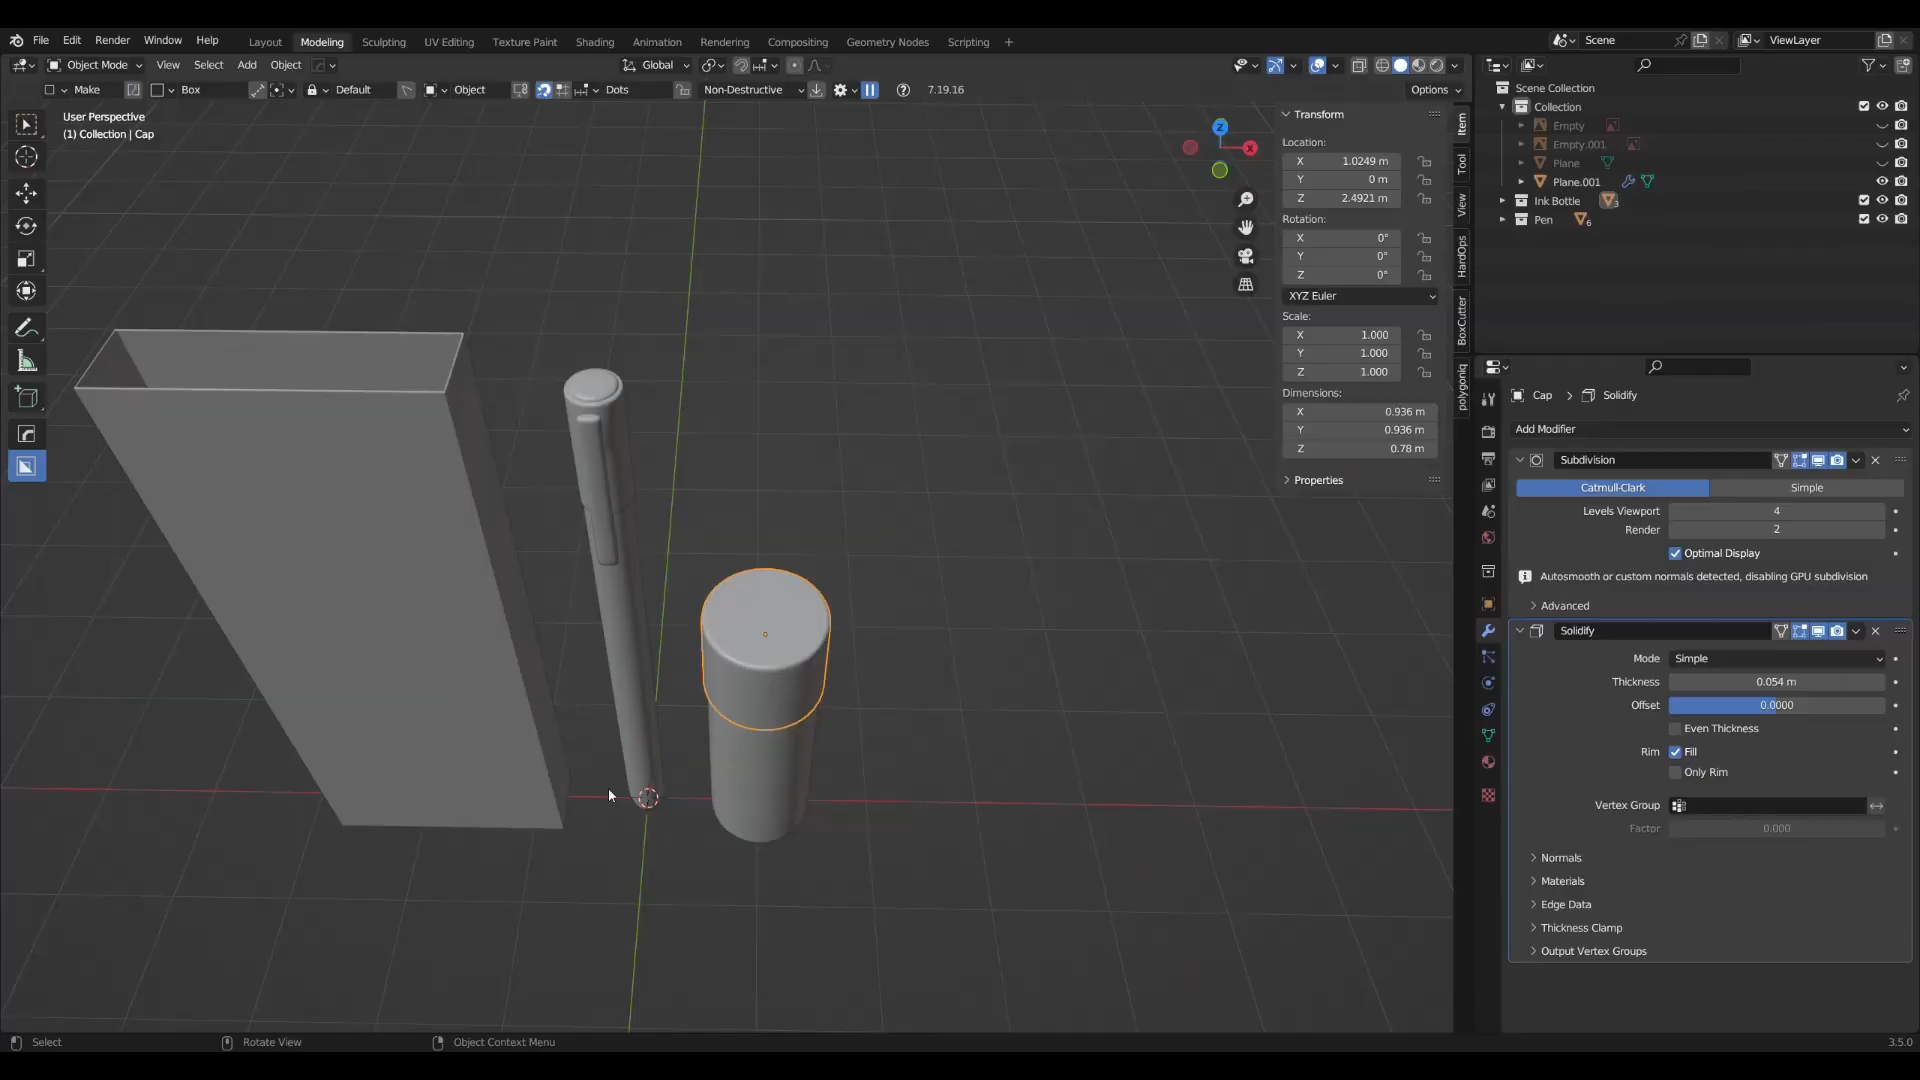 File Edit Render Window Help Layout Modeling Sculpting UV Editing Texture Paint Shading Animation Rendering Compositing Geometry Nodes Scripting + Scene ViewLayer
Object Mode View Select Add Object Global
Make Box Default Object Dots Non-Destructive 7.19.16 Options
User Perspective
(1) Collection | Cap
Z
X
Transform
Location:
X 1.0249 m
Y 0 m
Z 2.4921 m
Rotation:
X 0°
Y 0°
Z 0°
XYZ Euler
Scale:
X 1.000
Y 1.000
Z 1.000
Dimensions:
X 0.936 m
Y 0.936 m
Z 0.78 m
Properties
Item
Tool
View
HardOps
BoxCutter
polygoniq
Scene Collection
Collection
Empty
Empty.001
Plane
Plane.001
Ink Bottle 3
Pen 6
Cap > Solidify
Add Modifier
Subdivision
Catmull-Clark Simple
Levels Viewport 4
Render 2
Optimal Display
Autosmooth or custom normals detected, disabling GPU subdivision
Advanced
Solidify
Mode Simple
Thickness 0.054 m
Offset 0.0000
Even Thickness
Rim Fill
Only Rim
Vertex Group
Factor 0.000
Normals
Materials
Edge Data
Thickness Clamp
Output Vertex Groups
Select Rotate View Object Context Menu 3.5.0